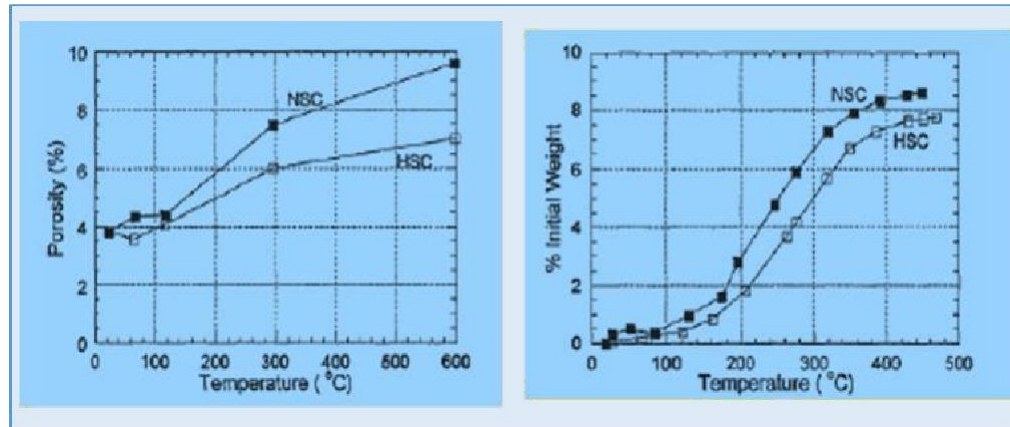 10
8
6
4
2
0
Porosity (%)
NSC
HSC
0 100 200 300 400 500 600
Temperature ( °C)
10
8
6
4
2
0
% Initial Weight
NSC
HSC
0 100 200 300 400 500
Temperature ( °C)